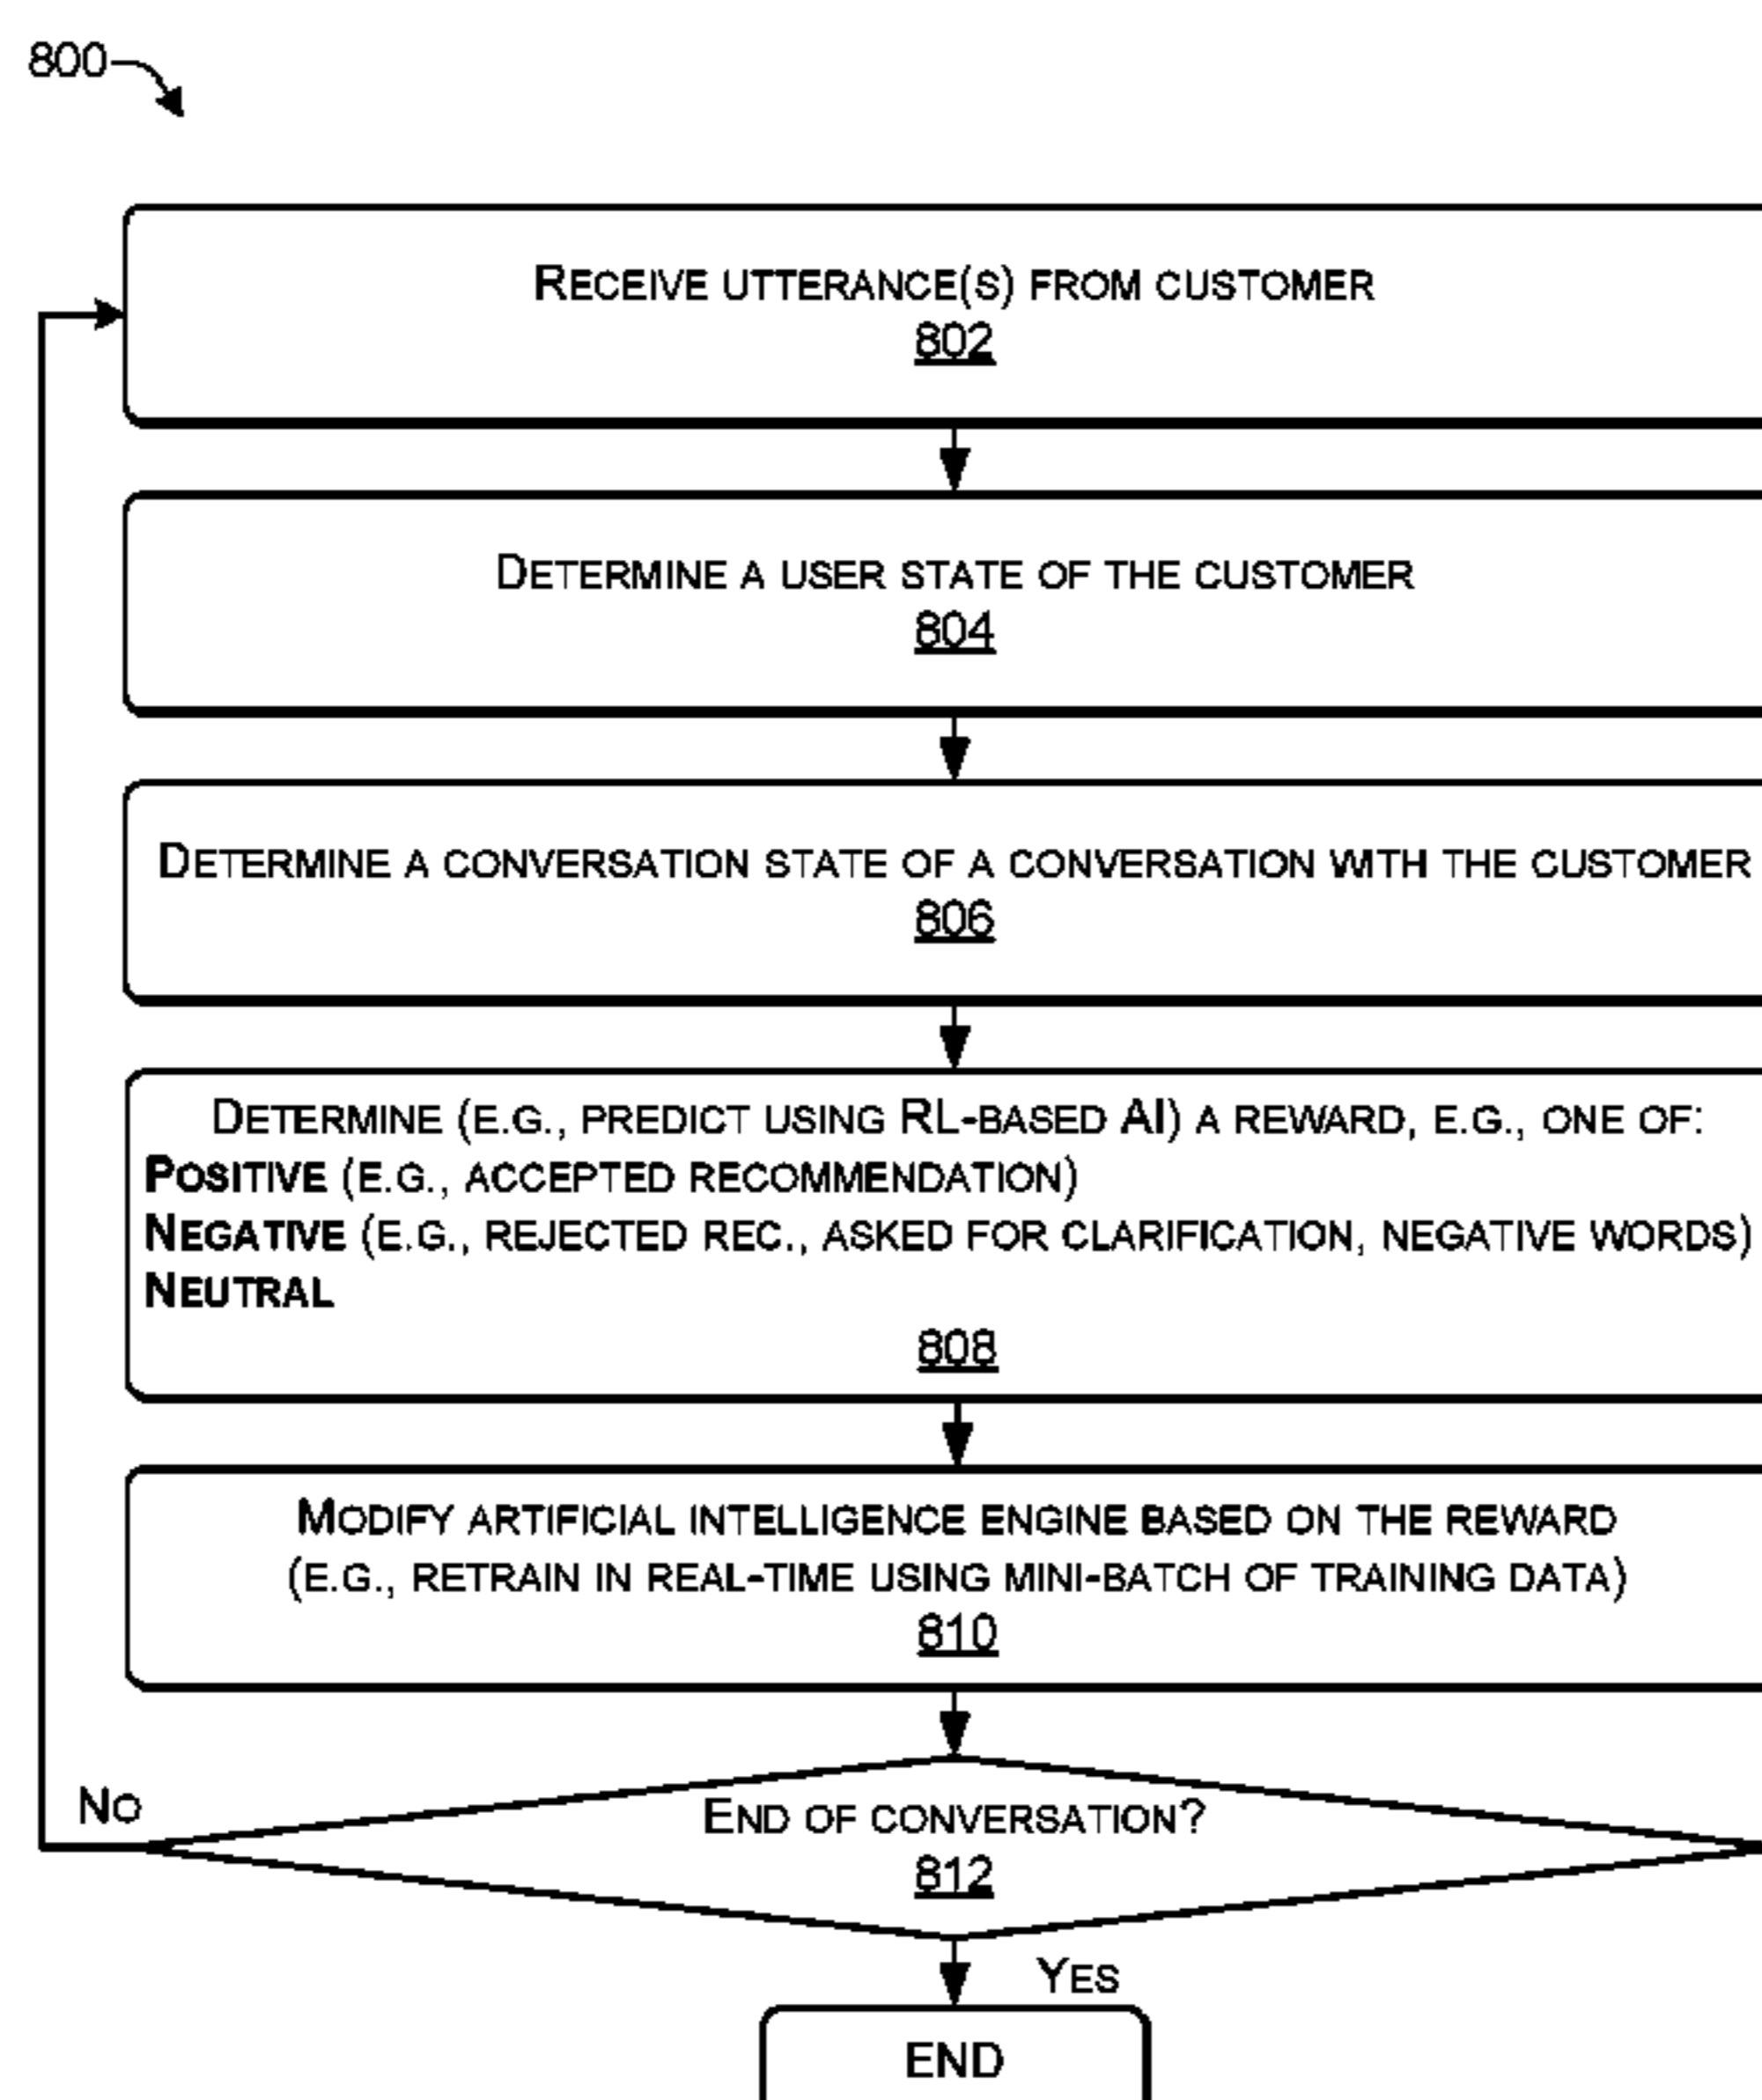 800
RECEIVE UTTERANCE(S) FROM CUSTOMER
802
DETERMINE A USER STATE OF THE CUSTOMER
804
DETERMINE A CONVERSATION STATE OF A CONVERSATION WITH THE CUSTOMER
806
DETERMINE (E.G., PREDICT USING RL-BASED AI) A REWARD, E.G., ONE OF:
POSITIVE (E.G., ACCEPTED RECOMMENDATION)
NEGATIVE (E.G., REJECTED REC., ASKED FOR CLARIFICATION, NEGATIVE WORDS)
NEUTRAL
808
MODIFY ARTIFICIAL INTELLIGENCE ENGINE BASED ON THE REWARD
(E.G., RETRAIN IN REAL-TIME USING MINI-BATCH OF TRAINING DATA)
810
NO
END OF CONVERSATION?
812
YES
END